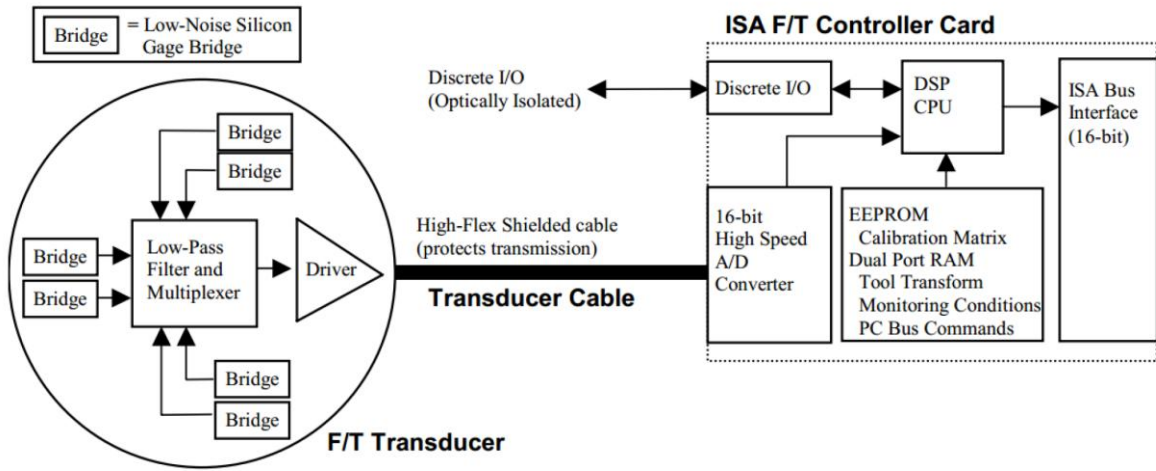 Bridge
= Low-Noise Silicon
Gage Bridge
Bridge
Bridge
Bridge
Bridge
Low-Pass
Filter and
Multiplexer
Driver
Bridge
Bridge
F/T Transducer
Discrete I/O
(Optically Isolated)
High-Flex Shielded cable
(protects transmission)
Transducer Cable
ISA F/T Controller Card
Discrete I/O
DSP
CPU
ISA Bus
Interface
(16-bit)
16-bit
High Speed
A/D
Converter
EEPROM
Calibration Matrix
Dual Port RAM
Tool Transform
Monitoring Conditions
PC Bus Commands